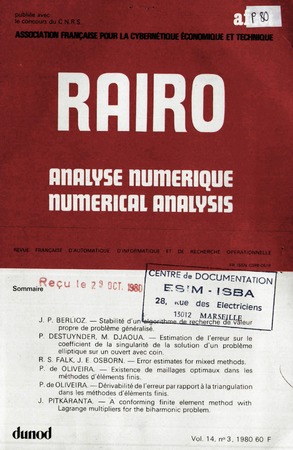 publiée avec
le concours du C.N.R.S.
P 80
ASSOCIATION FRANÇAISE POUR LA CYBERNÉTIQUE ÉCONOMIQUE ET TECHNIQUE
RAIRO
ANALYSE NUMERIQUE
NUMERICAL ANALYSIS
REVUE FRANÇAISE D'AUTOMATIQUE D'INFORMATIQUE ET DE RECHERCHE OPÉRATIONNELLE
Sommaire
Reçu le 29 OCT. 1980
CENTRE de DOCUMENTATION
ESIM - ISBA
28, rue des Electriciens
13012 MARSEILLE
J. P. BERLIOZ. — Stabilité d'un algorithme de recherche de valeur
propre de problème généralisé.
P. DESTUYNDER, M. DJAOUA. — Estimation de l'erreur sur le
coefficient de la singularité de la solution d'un problème
elliptique sur un ouvert avec coin.
R. S. FALK, J. E. OSBORN. — Error estimates for mixed methods.
P. de OLIVEIRA. — Existence de maillages optimaux dans les
méthodes d'éléments finis.
P. de OLIVEIRA. — Dérivabilité de l'erreur par rapport à la triangulation
dans les méthodes d'éléments finis.
J. PITKÄRANTA. — A conforming finite element method with
Lagrange multipliers for the biharmonic problem.
dunod
Vol. 14, n° 3, 1980 60 F